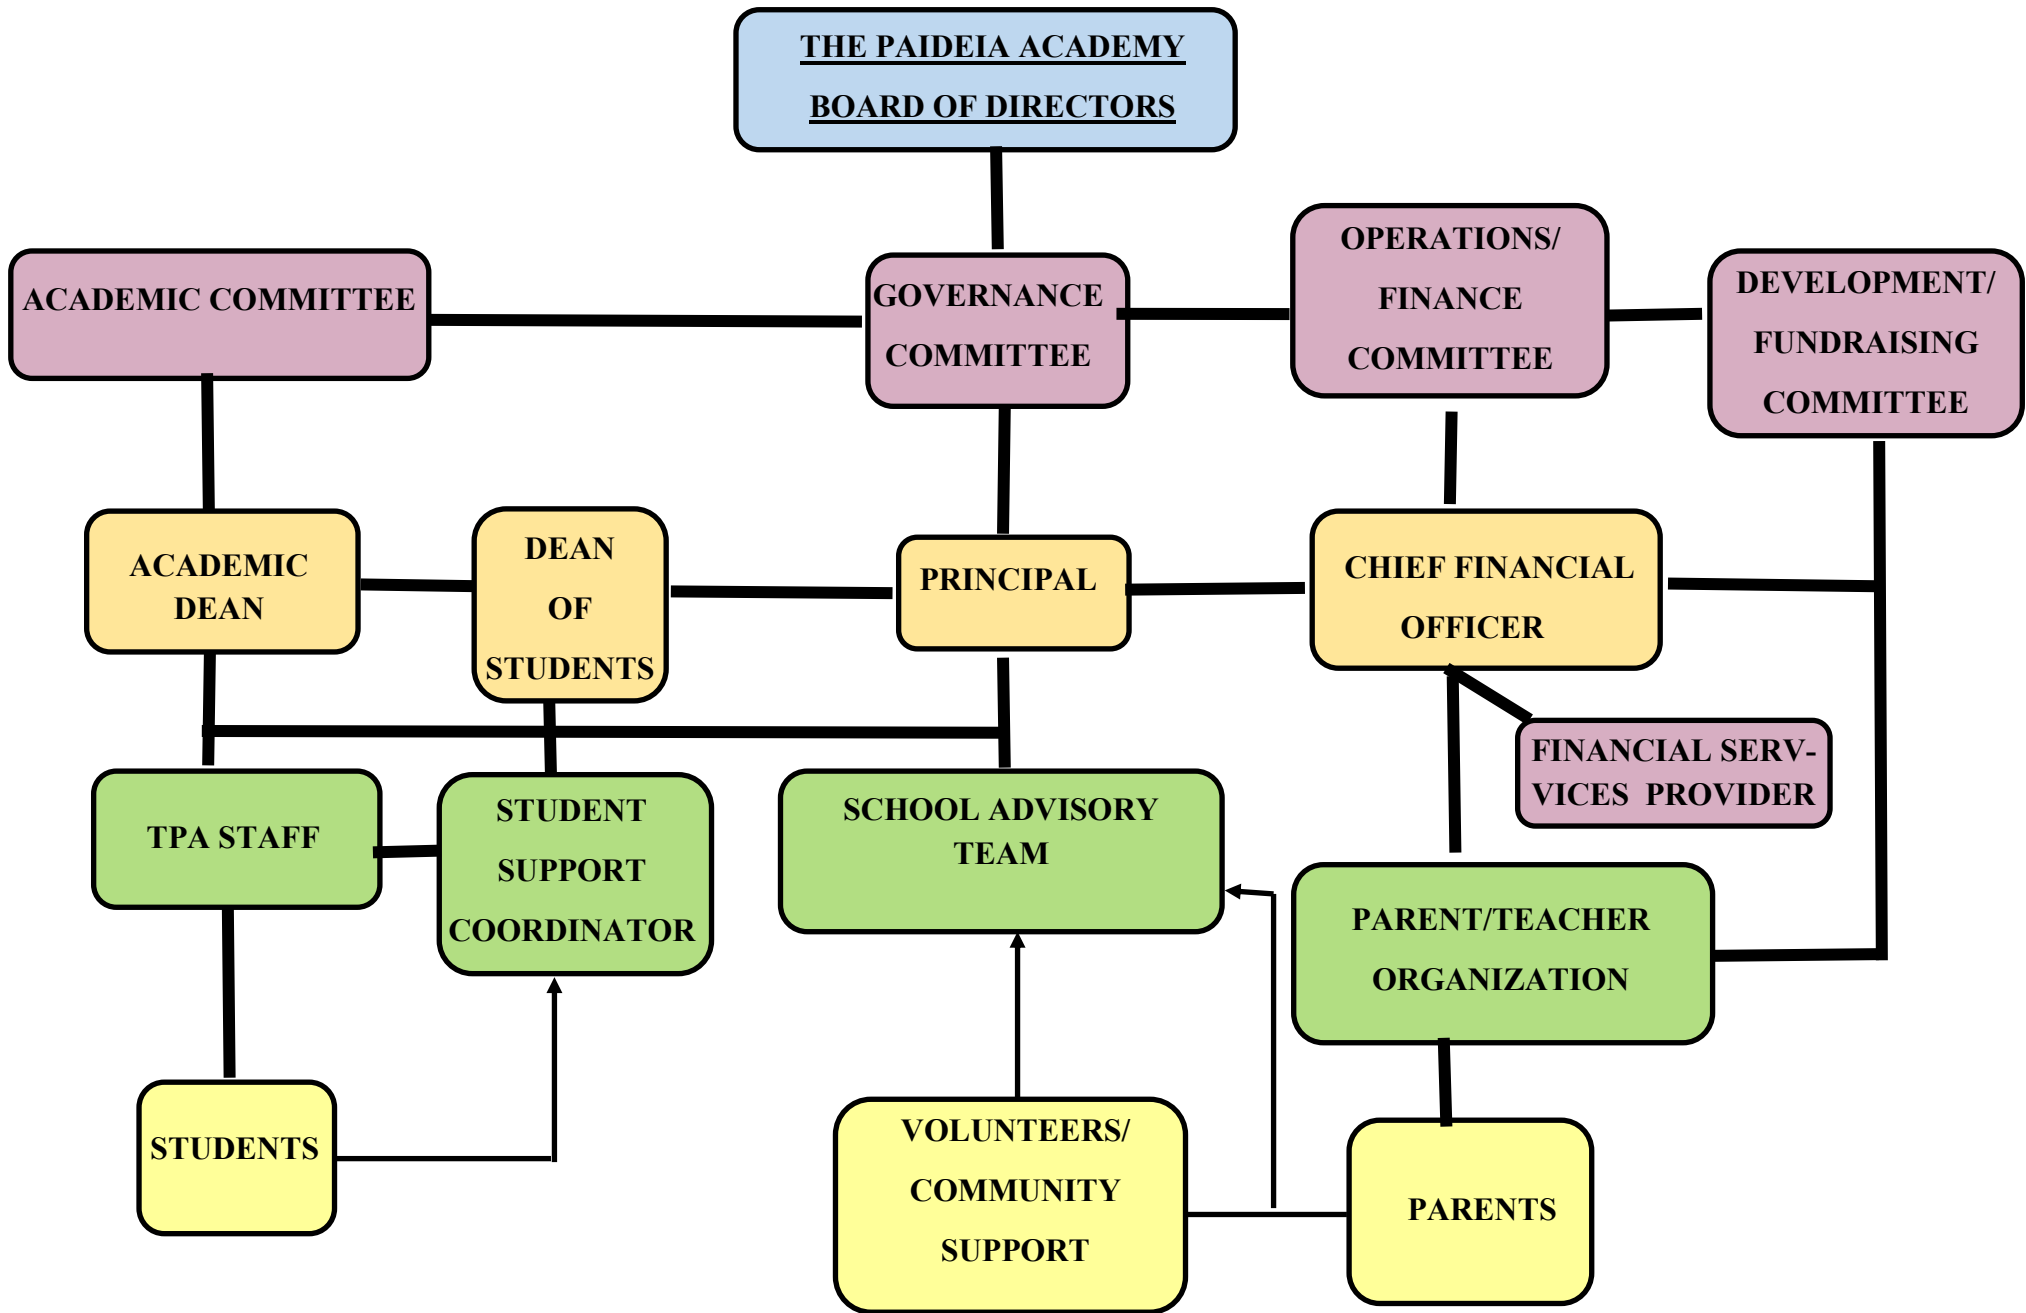 THE PAIDEIA ACADEMY
BOARD OF DIRECTORS
ACADEMIC COMMITTEE
GOVERNANCE
COMMITTEE
OPERATIONS/
FINANCE
COMMITTEE
DEVELOPMENT/
FUNDRAISING
COMMITTEE
ACADEMIC
DEAN
DEAN
OF
STUDENTS
PRINCIPAL
CHIEF FINANCIAL
OFFICER
FINANCIAL SERV-
VICES PROVIDER
TPA STAFF
STUDENT
SUPPORT
COORDINATOR
SCHOOL ADVISORY
TEAM
PARENT/TEACHER
ORGANIZATION
STUDENTS
VOLUNTEERS/
COMMUNITY
SUPPORT
PARENTS